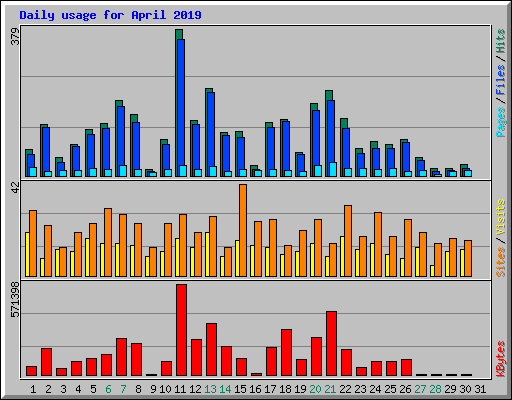 Daily usage for April 2019
379
Pages / Files / Hits
42
Sites / Visits
571398
KBytes
1 2 3 4 5 6 7 8 9 10 11 12 13 14 15 16 17 18 19 20 21 22 23 24 25 26 27 28 29 30 31